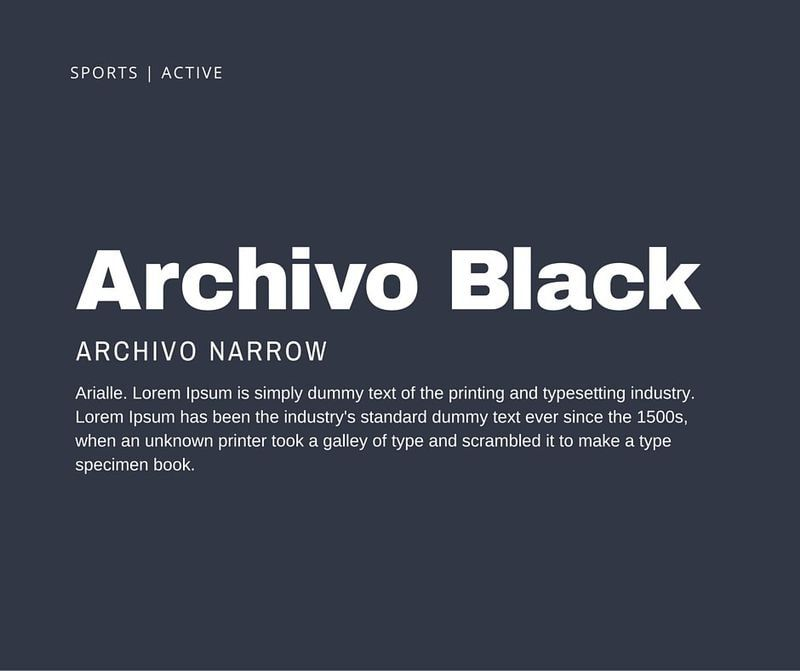 SPORTS | ACTIVE
Archivo Black
ARCHIVO NARROW
Arialle. Lorem Ipsum is simply dummy text of the printing and typesetting industry.
Lorem Ipsum has been the industry's standard dummy text ever since the 1500s,
when an unknown printer took a galley of type and scrambled it to make a type
specimen book.